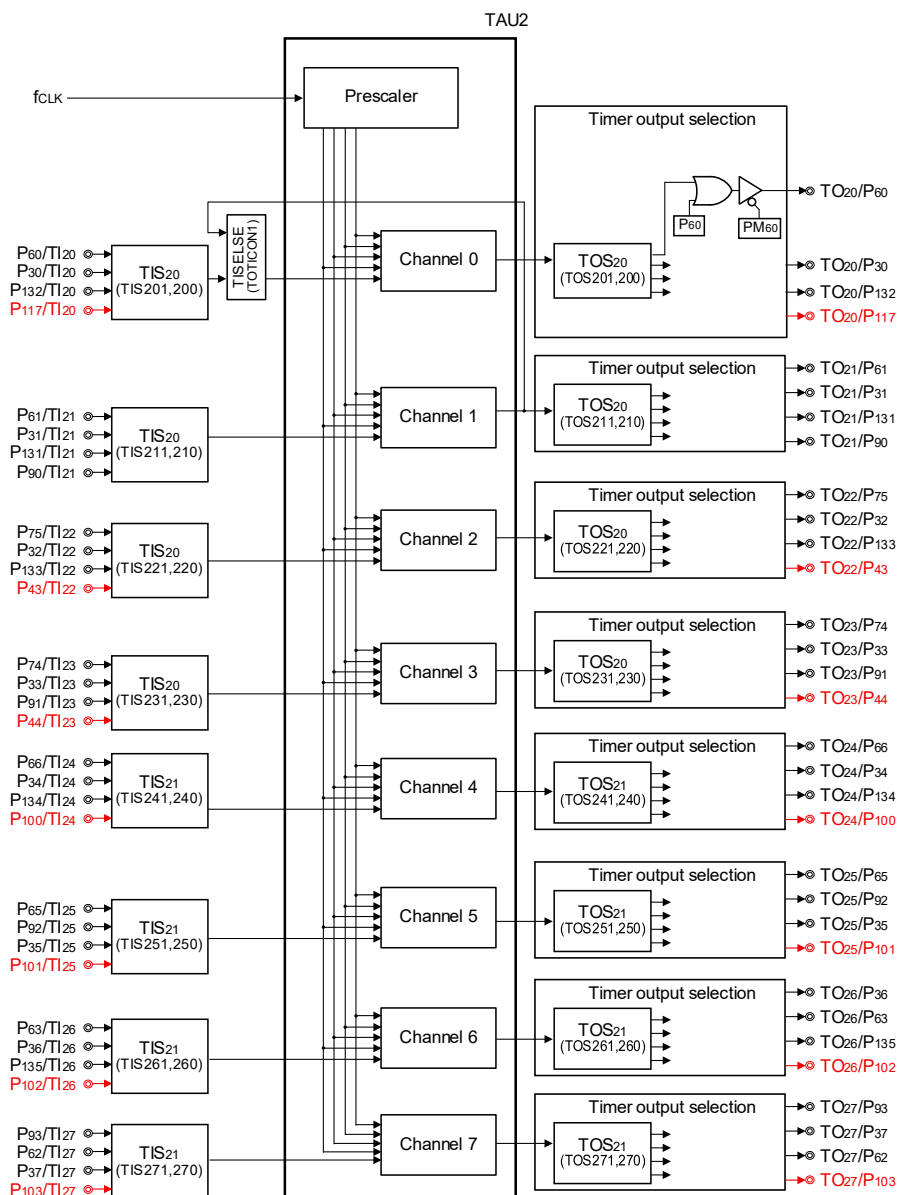 TAU2
fCLK
Prescaler
Timer output selection
TO20/P60
P60
PM60
TISELSE
(TOTICON1)
P60/TI20
P30/TI20
P132/TI20
P117/TI20
TIS20
(TIS201,200)
Channel 0
TOS20
(TOS201,200)
TO20/P30
TO20/P132
TO20/P117
P61/TI21
P31/TI21
P131/TI21
P90/TI21
TIS20
(TIS211,210)
Channel 1
Timer output selection
TOS20
(TOS211,210)
TO21/P61
TO21/P31
TO21/P131
TO21/P90
P75/TI22
P32/TI22
P133/TI22
P43/TI22
TIS20
(TIS221,220)
Channel 2
Timer output selection
TOS20
(TOS221,220)
TO22/P75
TO22/P32
TO22/P133
TO22/P43
P74/TI23
P33/TI23
P91/TI23
P44/TI23
TIS20
(TIS231,230)
Channel 3
Timer output selection
TOS20
(TOS231,230)
TO23/P74
TO23/P33
TO23/P91
TO23/P44
P66/TI24
P34/TI24
P134/TI24
P100/TI24
TIS21
(TIS241,240)
Channel 4
Timer output selection
TOS21
(TOS241,240)
TO24/P66
TO24/P34
TO24/P134
TO24/P100
P65/TI25
P92/TI25
P35/TI25
P101/TI25
TIS21
(TIS251,250)
Channel 5
Timer output selection
TOS21
(TOS251,250)
TO25/P65
TO25/P92
TO25/P35
TO25/P101
P63/TI26
P36/TI26
P135/TI26
P102/TI26
TIS21
(TIS261,260)
Channel 6
Timer output selection
TOS21
(TOS261,260)
TO26/P36
TO26/P63
TO26/P135
TO26/P102
P93/TI27
P62/TI27
P37/TI27
P103/TI27
TIS21
(TIS271,270)
Channel 7
Timer output selection
TOS21
(TOS271,270)
TO27/P93
TO27/P37
TO27/P62
TO27/P103